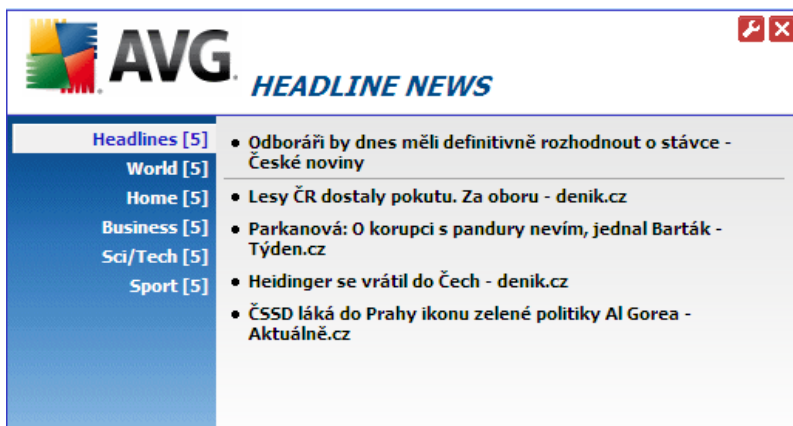 AVG.
HEADLINE NEWS
Headlines [5]
World [5]
Home [5]
Business [5]
Sci/Tech [5]
Sport [5]
• Odboráři by dnes měli definitivně rozhodnout o stávce -
České noviny
• Lesy ČR dostaly pokutu. Za oboru - denik.cz
• Parkanová: O korupci s pandury nevím, jednal Barták -
Týden.cz
• Heidinger se vrátil do Čech - denik.cz
• ČSSD láká do Prahy ikonu zelené politiky Al Gorea -
Aktuálně.cz